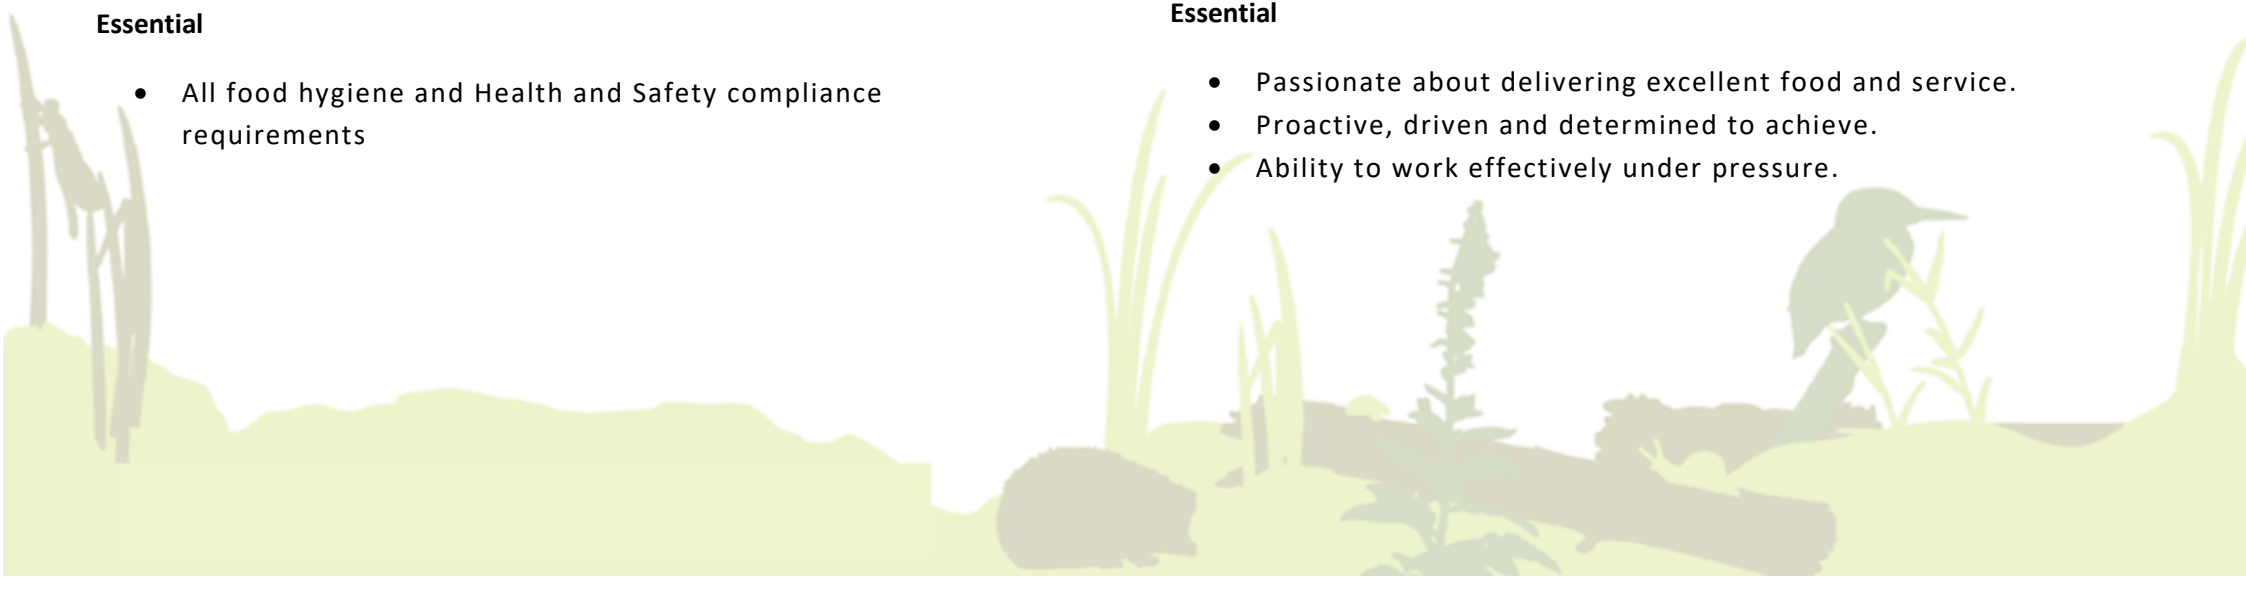 Essential
• All food hygiene and Health and Safety compliance
requirements
Essential
• Passionate about delivering excellent food and service.
• Proactive, driven and determined to achieve.
• Ability to work effectively under pressure.